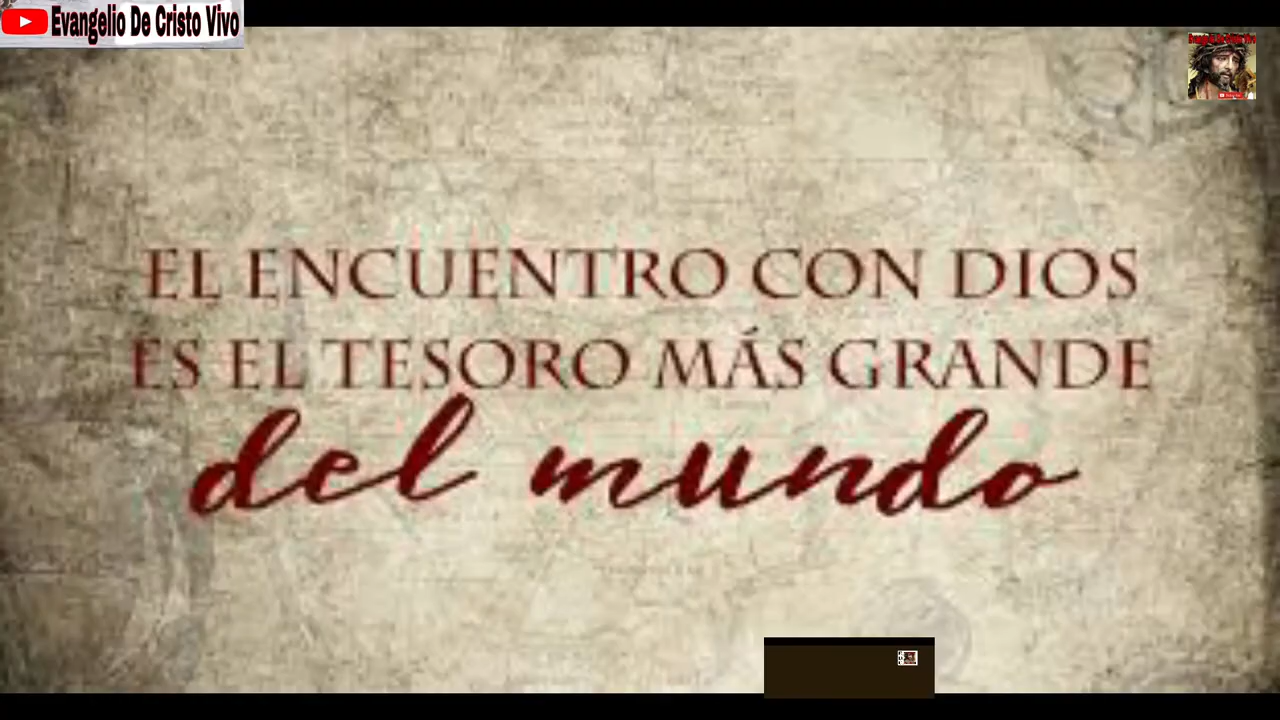 Evangelio De Cristo Vivo
EL ENCUENTRO CON DIOS
ES EL TESORO MÁS GRANDE
del mundo